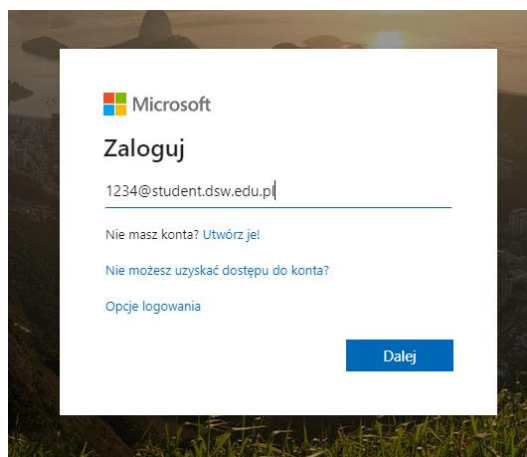 Microsoft
Zaloguj
1234@student.dsw.edu.pl
Nie masz konta? Utwórz je!
Nie możesz uzyskać dostępu do konta?
Opcje logowania
Dalej